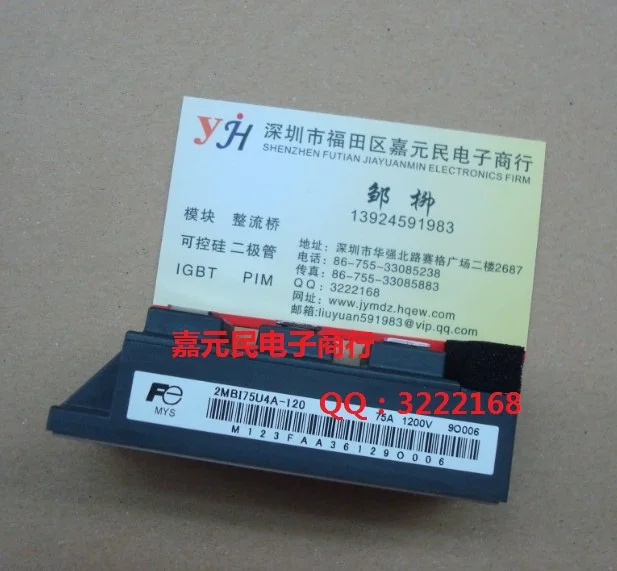 yjH 深圳市福田区嘉元民电子商行
SHENZHEN FUTIAN JIAYUANMIN ELECTRONICS FIRM
邹柳
13924591983
模块 整流桥
可控硅 二极管
IGBT PIM
地址：深圳市华强北路赛格广场二楼2687
电话：86-755-33085238
传真：86-755-33085883
QQ：3222168
网址：www.jymdz.hqew.com
邮箱:liuyuan591983@vip.qq.com
嘉元民电子商行
QQ：3222168
Fe
MYS
2MBI75U4A-120
75A 1200V 90006
M123FAA361290006